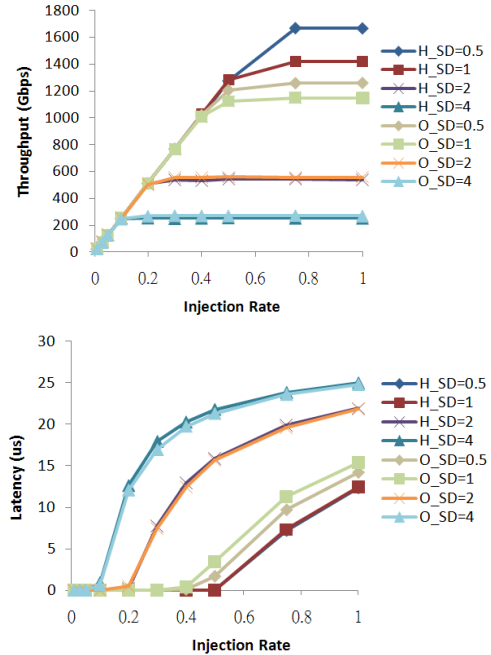 1800
1600
1400
1200
1000
800
600
400
200
0
Throughput (Gbps)
0 0.2 0.4 0.6 0.8 1
Injection Rate
H_SD=0.5
H_SD=1
H_SD=2
H_SD=4
O_SD=0.5
O_SD=1
O_SD=2
O_SD=4
30
25
20
15
10
5
0
Latency (us)
0 0.2 0.4 0.6 0.8 1
Injection Rate
H_SD=0.5
H_SD=1
H_SD=2
H_SD=4
O_SD=0.5
O_SD=1
O_SD=2
O_SD=4